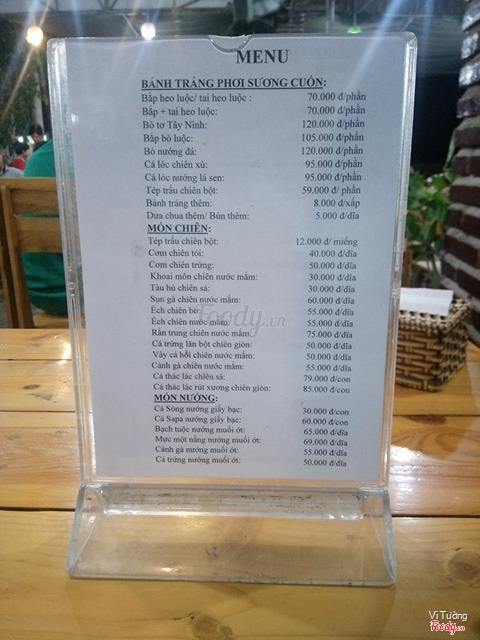 MENU
BÁNH TRÁNG PHƠI SƯƠNG CUỐN:
Bắp heo luộc/ tai heo luộc : 70.000 đ/phần
Bắp + tai heo luộc: 70.000 đ/phần
Bò tơ Tây Ninh: 120.000 đ/phần
Bắp bò luộc: 105.000 đ/phần
Bò nướng đá: 120.000 đ/phần
Cá lóc chiên xù: 95.000 đ/phần
Cá lóc nướng lá sen: 95.000 đ/phần
Tép trấu chiên bột: 59.000 đ/ phần
Bánh tráng thêm: 8.000 đ/xấp
Dưa chua thêm/ Bún thêm: 5.000 đ/dĩa
MÓN CHIÊN:
Tép trấu chiên bột: 12.000 đ/ miếng
Cơm chiên tỏi: 40.000 đ/dĩa
Cơm chiên trứng: 50.000 đ/dĩa
Khoai môn chiên nước mắm: 30.000 đ/dĩa
Tàu hủ chiên sả: 30.000 đ/dĩa
Sụn gà chiên nước mắm: 60.000 đ/dĩa
Ếch chiên bơ: 55.000 đ/dĩa
Ếch chiên nước mắm: 55.000 đ/dĩa
Rắn trung chiên nước mắm: 75.000 đ/dĩa
Cá trứng lăn bột chiên giòn: 50.000 đ/dĩa
Vây cá hồi chiên nước mắm: 50.000 đ/dĩa
Cánh gà chiên nước mắm: 55.000 đ/dĩa
Cá thác lác chiên sả: 79.000 đ/con
Cá thác lác rút xương chiên giòn: 85.000 đ/con
MÓN NƯỚNG:
Cá Sòng nướng giấy bạc: 30.000 đ/con
Cá Sapa nướng giấy bạc: 60.000 đ/con
Bạch tuộc nướng muối ớt: 65.000 đ/dĩa
Mực một nắng nướng muối ớt: 69.000 đ/dĩa
Cánh gà nướng muối ớt: 55.000 đ/dĩa
Cá trứng nướng muối ớt: 50.000 đ/dĩa
Foody.vn
Vi Tường
Foody.vn